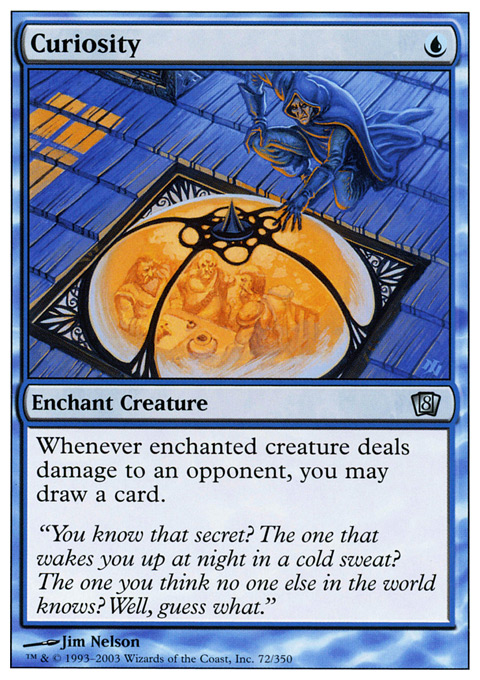 Curiosity
Enchant Creature
8
Whenever enchanted creature deals
damage to an opponent, you may
draw a card.
“You know that secret? The one that
wakes you up at night in a cold sweat?
The one you think no one else in the world
knows? Well, guess what.”
Jim Nelson
™ & © 1993–2003 Wizards of the Coast, Inc. 72/350